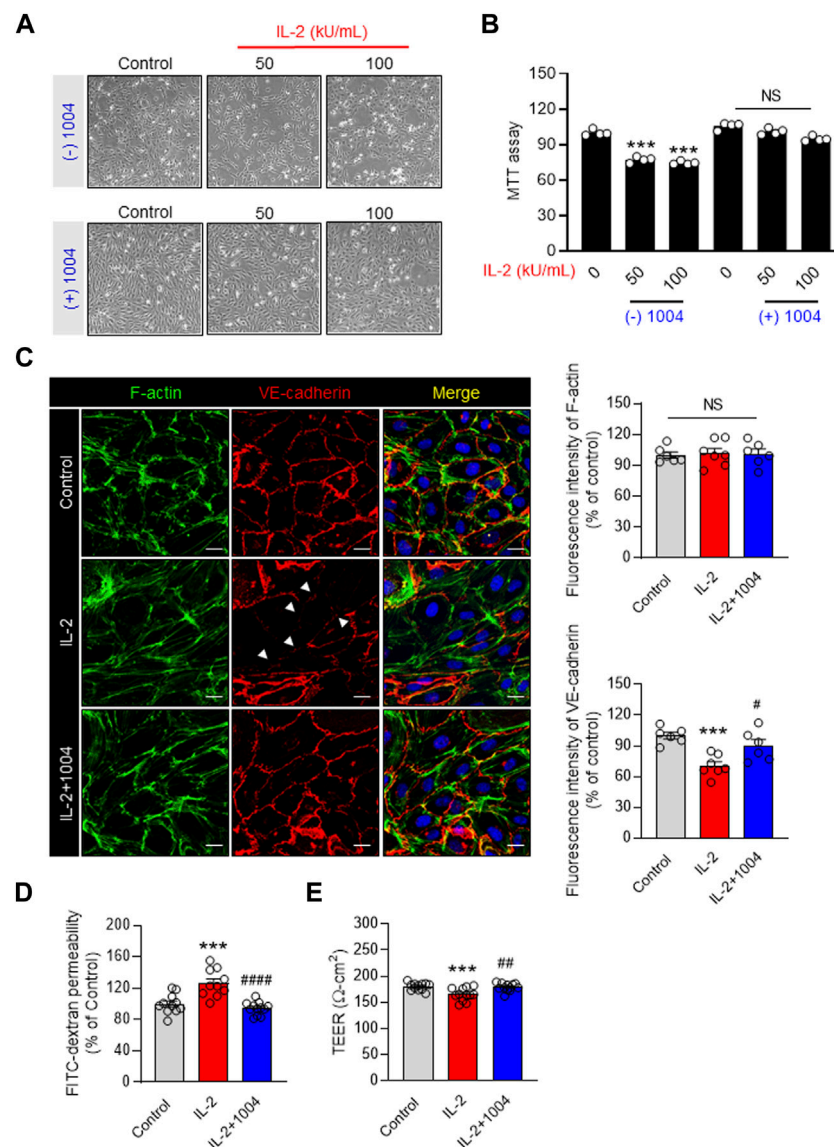 A
IL-2 (kU/mL)
Control 50 100
(-) 1004
Control 50 100
(+) 1004
B
150
120
90
60
30
0
MTT assay
*** ***
NS
IL-2 (kU/mL) 0 50 100 0 50 100
(-) 1004 (+) 1004
C
F-actin VE-cadherin Merge
Control
IL-2
IL-2+1004
Fluorescence intensity of F-actin
(% of control)
150
120
90
60
30
0
NS
Control IL-2 IL-2+1004
Fluorescence intensity of VE-cadherin
(% of control)
150
120
90
60
30
0
***
#
Control IL-2 IL-2+1004
D
FITC-dextran permeability
(% of Control)
200
160
120
80
40
0
***
####
Control IL-2 IL-2+1004
E
TEER (Ω-cm²)
300
250
200
150
100
50
0
***
##
Control IL-2 IL-2+1004